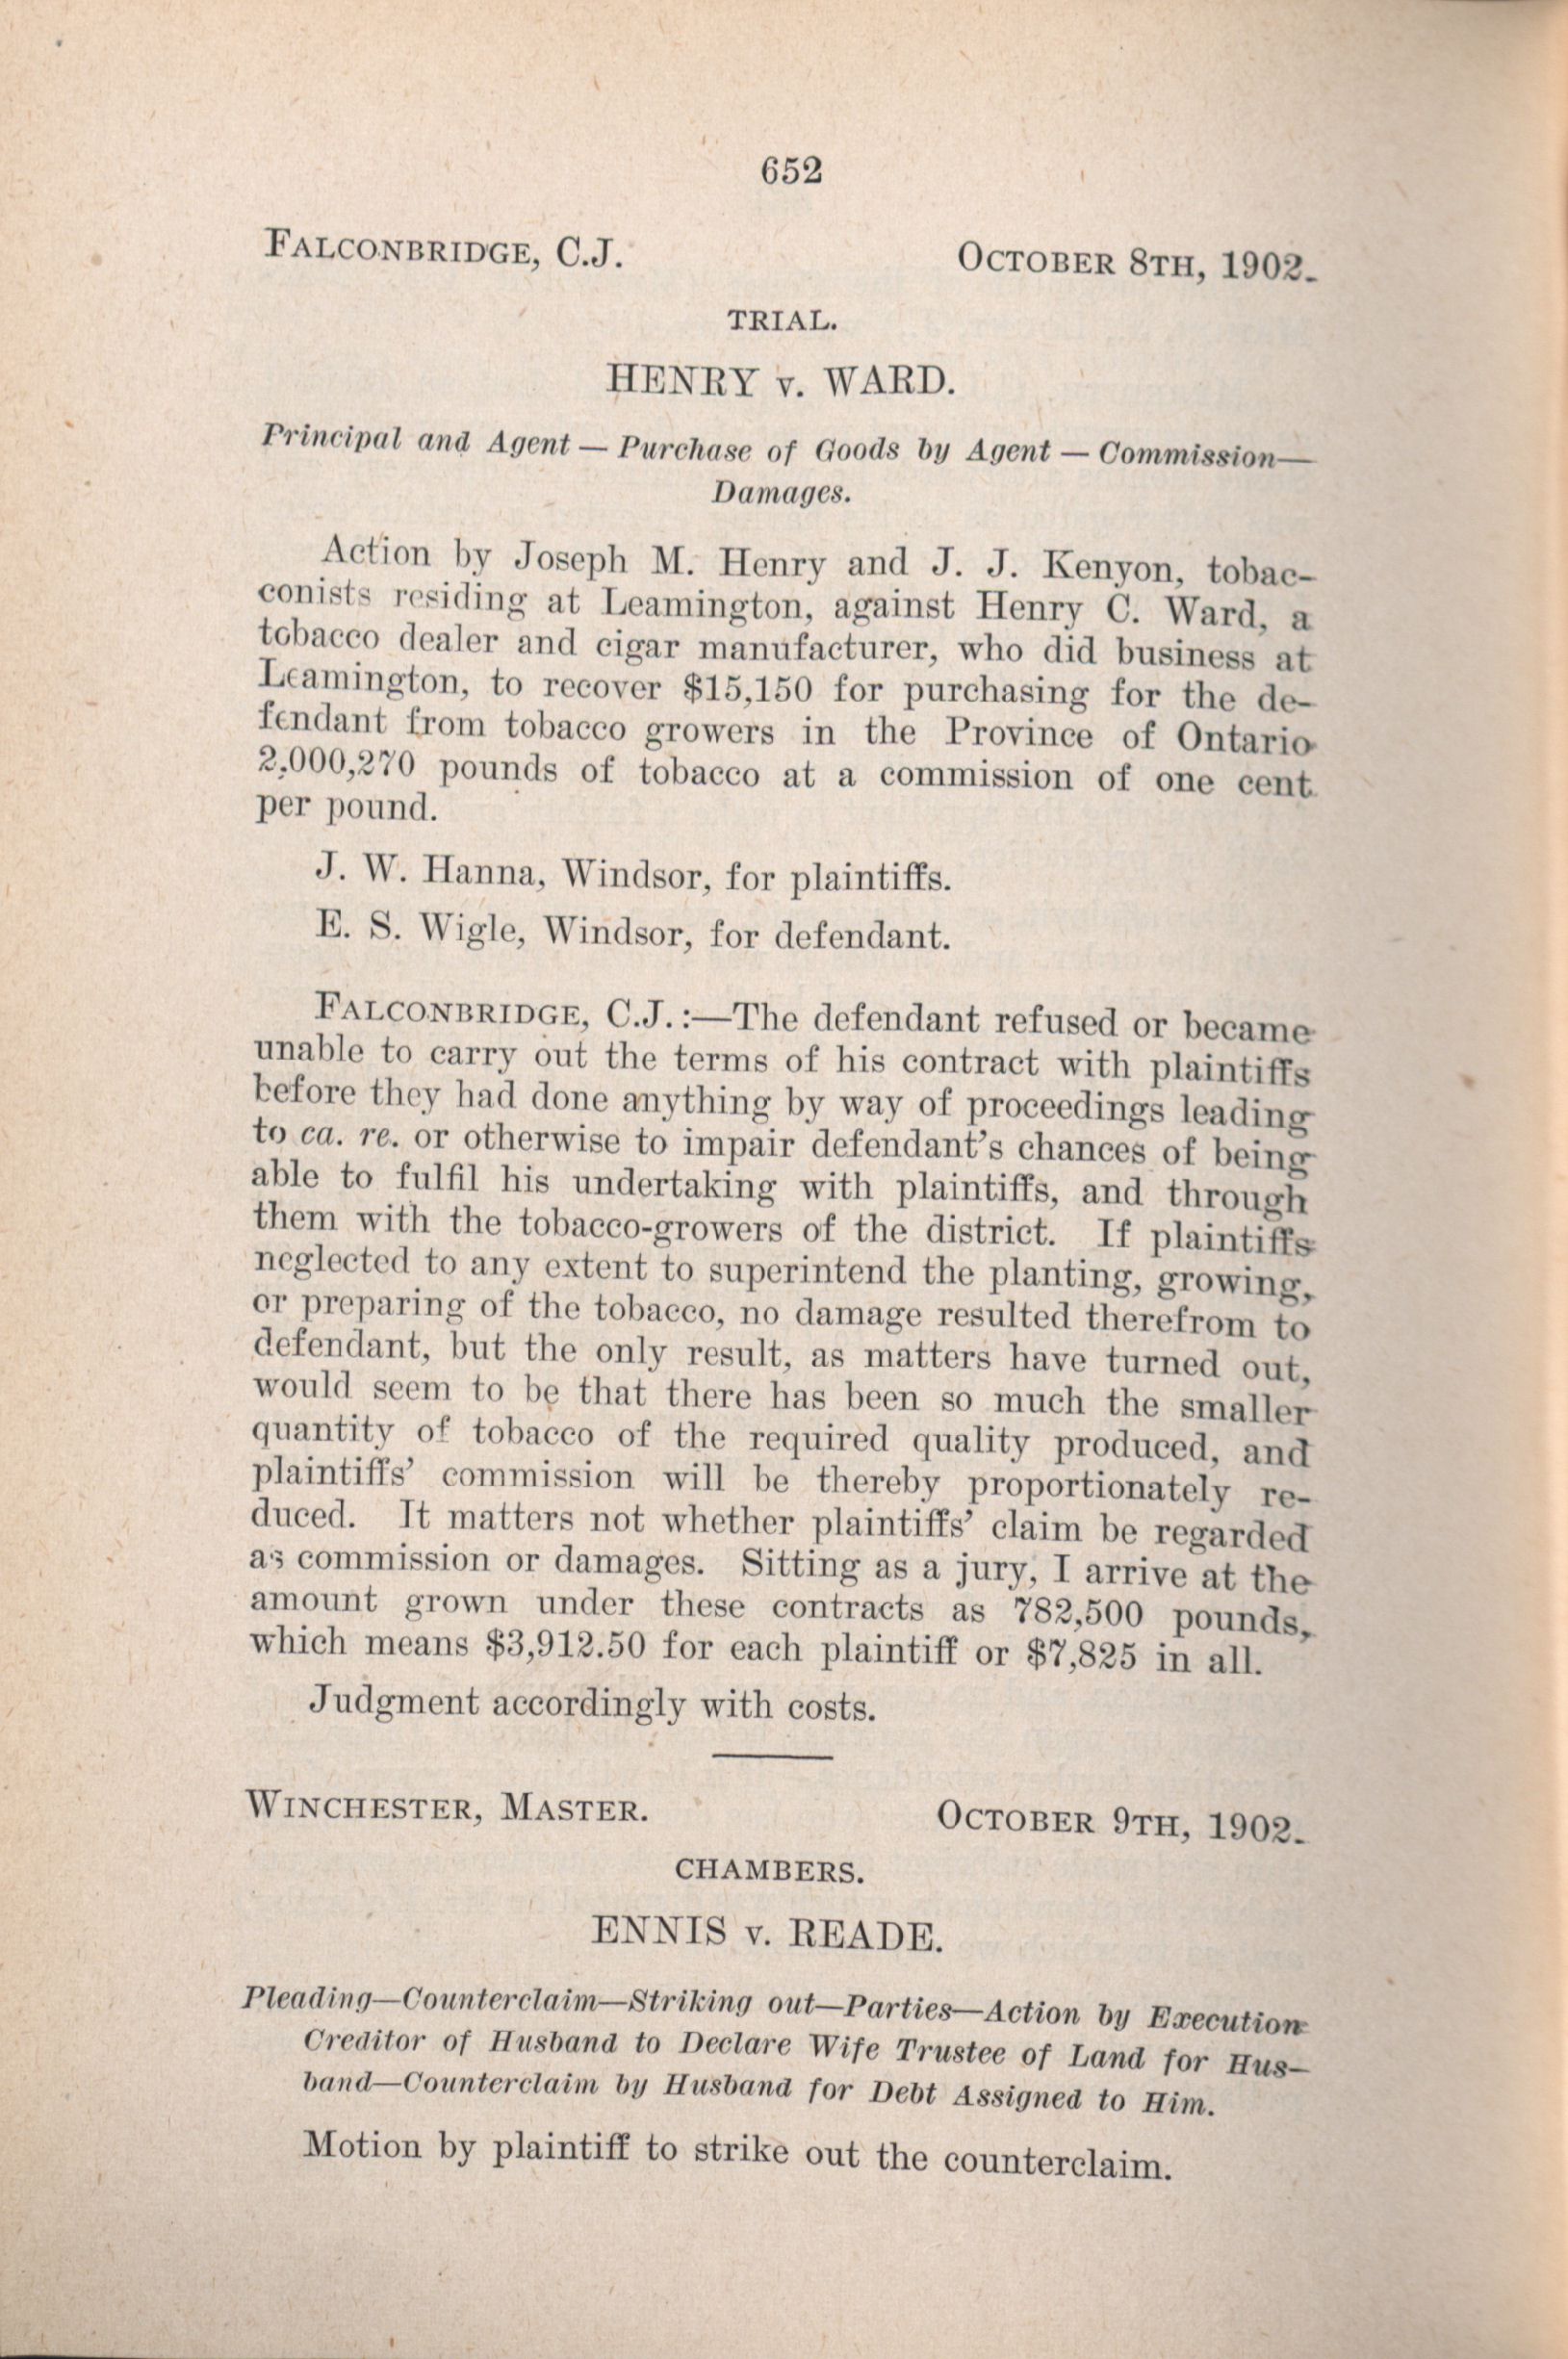 652
FALCONBRIDGE, C.J. OCTOBER 8TH, 1902.
TRIAL.
HENRY v. WARD.
Principal and Agent — Purchase of Goods by Agent — Commission—
Damages.
Action by Joseph M. Henry and J. J. Kenyon, tobac-
conists residing at Leamington, against Henry C. Ward, a
tobacco dealer and cigar manufacturer, who did business at
Leamington, to recover $15,150 for purchasing for the de-
fendant from tobacco growers in the Province of Ontario
2,000,270 pounds of tobacco at a commission of one cent
per pound.
J. W. Hanna, Windsor, for plaintiffs.
E. S. Wigle, Windsor, for defendant.
FALCONBRIDGE, C.J.:—The defendant refused or became
unable to carry out the terms of his contract with plaintiffs
before they had done anything by way of proceedings leading
to ca. re. or otherwise to impair defendant's chances of being
able to fulfil his undertaking with plaintiffs, and through
them with the tobacco-growers of the district. If plaintiffs
neglected to any extent to superintend the planting, growing,
or preparing of the tobacco, no damage resulted therefrom to
defendant, but the only result, as matters have turned out,
would seem to be that there has been so much the smaller
quantity of tobacco of the required quality produced, and
plaintiffs' commission will be thereby proportionately re-
duced. It matters not whether plaintiffs' claim be regarded
as commission or damages. Sitting as a jury, I arrive at the
amount grown under these contracts as 782,500 pounds,
which means $3,912.50 for each plaintiff or $7,825 in all.
Judgment accordingly with costs.
WINCHESTER, MASTER. OCTOBER 9TH, 1902.
CHAMBERS.
ENNIS v. READE.
Pleading—Counterclaim—Striking out—Parties—Action by Execution
Creditor of Husband to Declare Wife Trustee of Land for Hus-
band—Counterclaim by Husband for Debt Assigned to Him.
Motion by plaintiff to strike out the counterclaim.